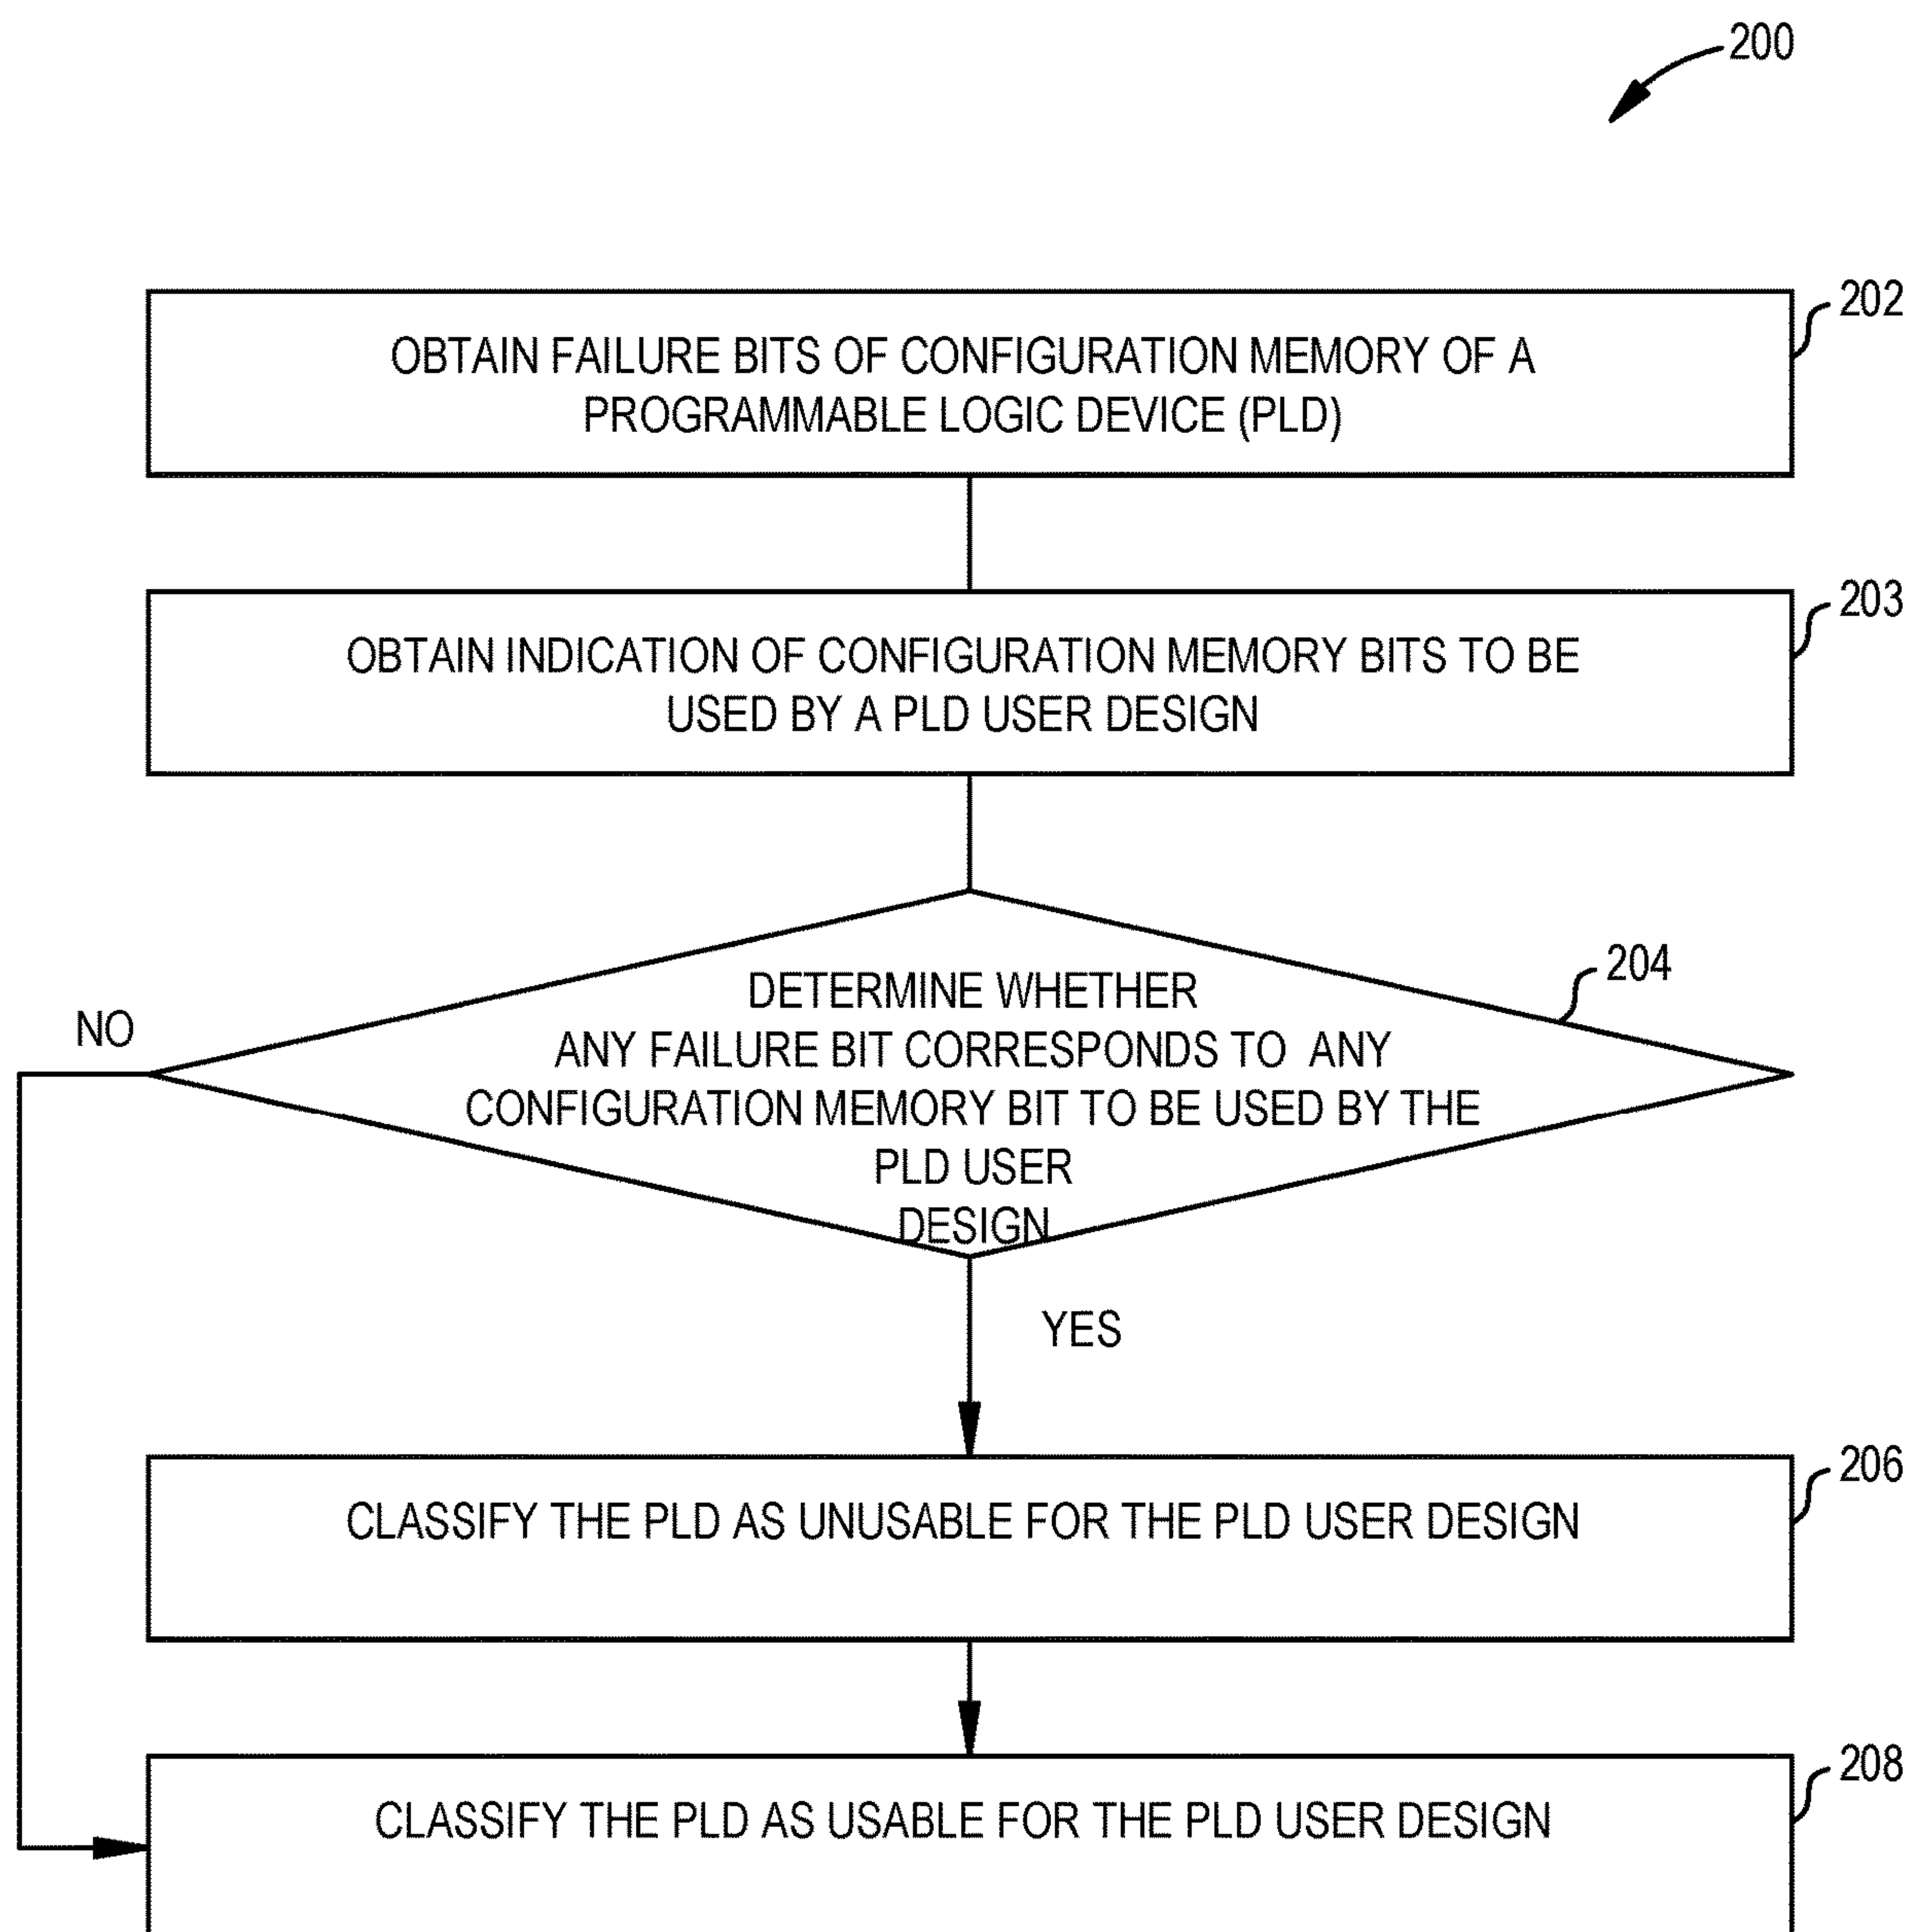 200
202
OBTAIN FAILURE BITS OF CONFIGURATION MEMORY OF A
PROGRAMMABLE LOGIC DEVICE (PLD)
203
OBTAIN INDICATION OF CONFIGURATION MEMORY BITS TO BE
USED BY A PLD USER DESIGN
204
DETERMINE WHETHER
ANY FAILURE BIT CORRESPONDS TO ANY
CONFIGURATION MEMORY BIT TO BE USED BY THE
PLD USER
DESIGN
NO
YES
206
CLASSIFY THE PLD AS UNUSABLE FOR THE PLD USER DESIGN
208
CLASSIFY THE PLD AS USABLE FOR THE PLD USER DESIGN